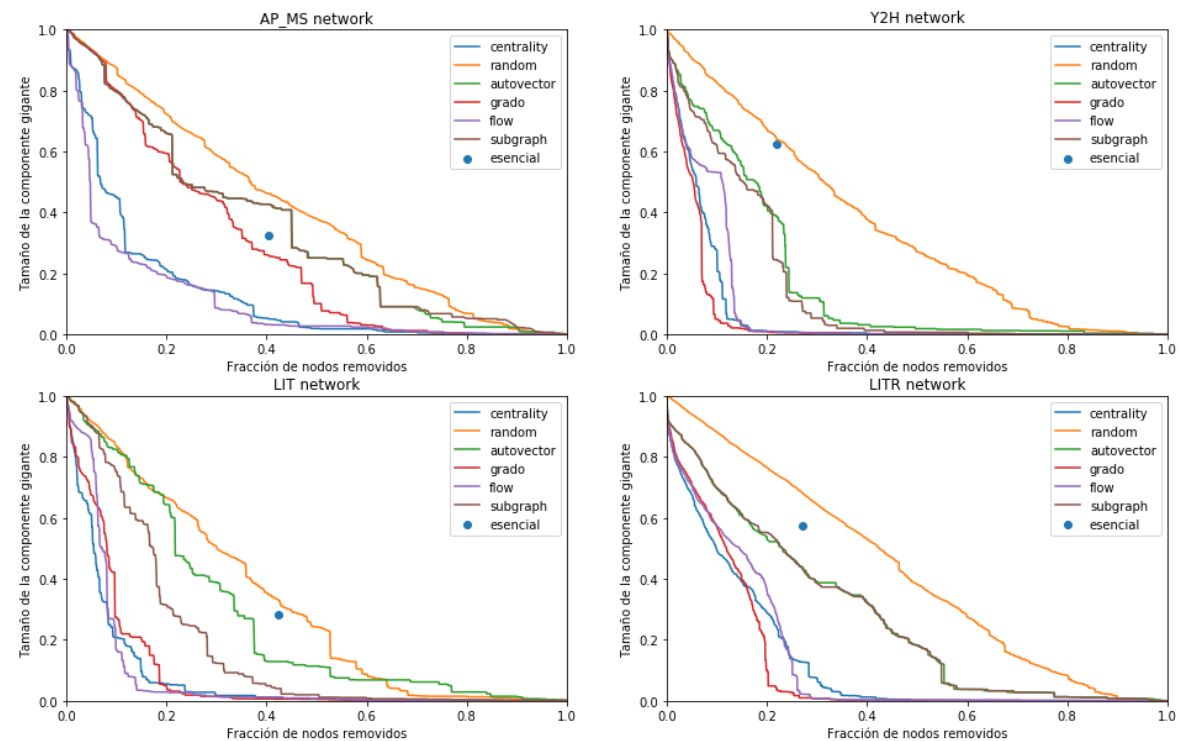 AP_MS network
1.0
0.8
0.6
0.4
0.2
0.0
Tamaño de la componente gigante
centrality
random
autovector
grado
flow
subgraph
esencial
0.0 0.2 0.4 0.6 0.8 1.0
Fracción de nodos removidos
Y2H network
1.0
0.8
0.6
0.4
0.2
0.0
Tamaño de la componente gigante
centrality
random
autovector
grado
flow
subgraph
esencial
0.0 0.2 0.4 0.6 0.8 1.0
Fracción de nodos removidos
LIT network
1.0
0.8
0.6
0.4
0.2
0.0
Tamaño de la componente gigante
centrality
random
autovector
grado
flow
subgraph
esencial
0.0 0.2 0.4 0.6 0.8 1.0
Fracción de nodos removidos
LITR network
1.0
0.8
0.6
0.4
0.2
0.0
Tamaño de la componente gigante
centrality
random
autovector
grado
flow
subgraph
esencial
0.0 0.2 0.4 0.6 0.8 1.0
Fracción de nodos removidos